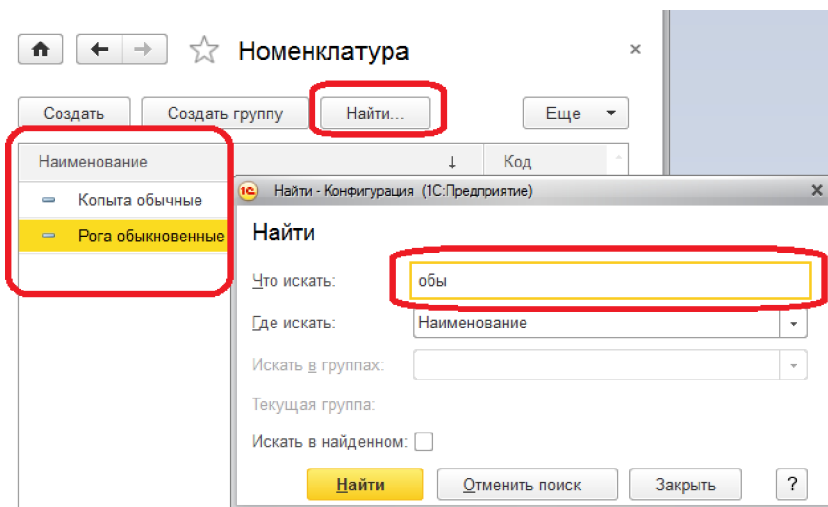 Номенклатура
Создать Создать группу Найти... Еще
Наименование ↓ Код
Копыта обычные
Рога обыкновенные
1С Найти - Конфигурация (1С:Предприятие)
Найти
Что искать: обы
Где искать: Наименование
Искать в группах:
Текущая группа:
Искать в найденном:
Найти Отменить поиск Закрыть ?